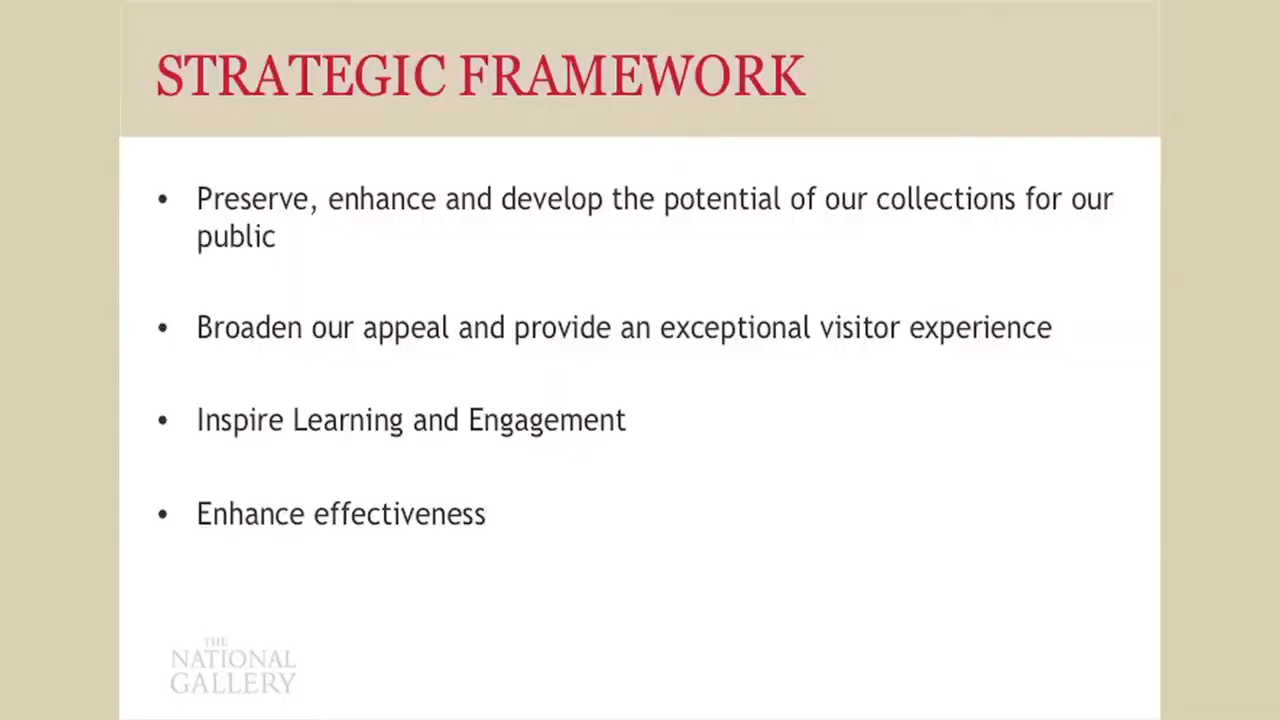 STRATEGIC FRAMEWORK
• Preserve, enhance and develop the potential of our collections for our
public
• Broaden our appeal and provide an exceptional visitor experience
• Inspire Learning and Engagement
• Enhance effectiveness
THE
NATIONAL
GALLERY